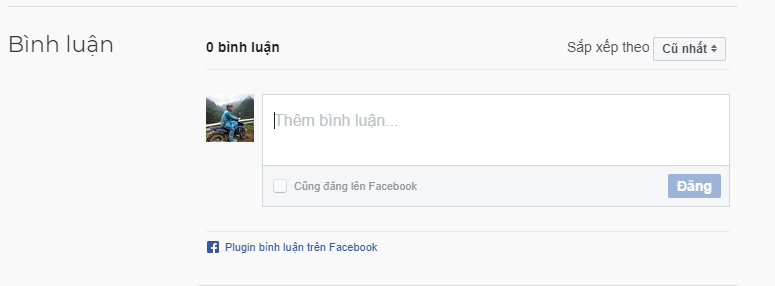 Bình luận
0 bình luận
Sắp xếp theo Cũ nhất
Thêm bình luận...
Cũng đăng lên Facebook
Đăng
Plugin bình luận trên Facebook